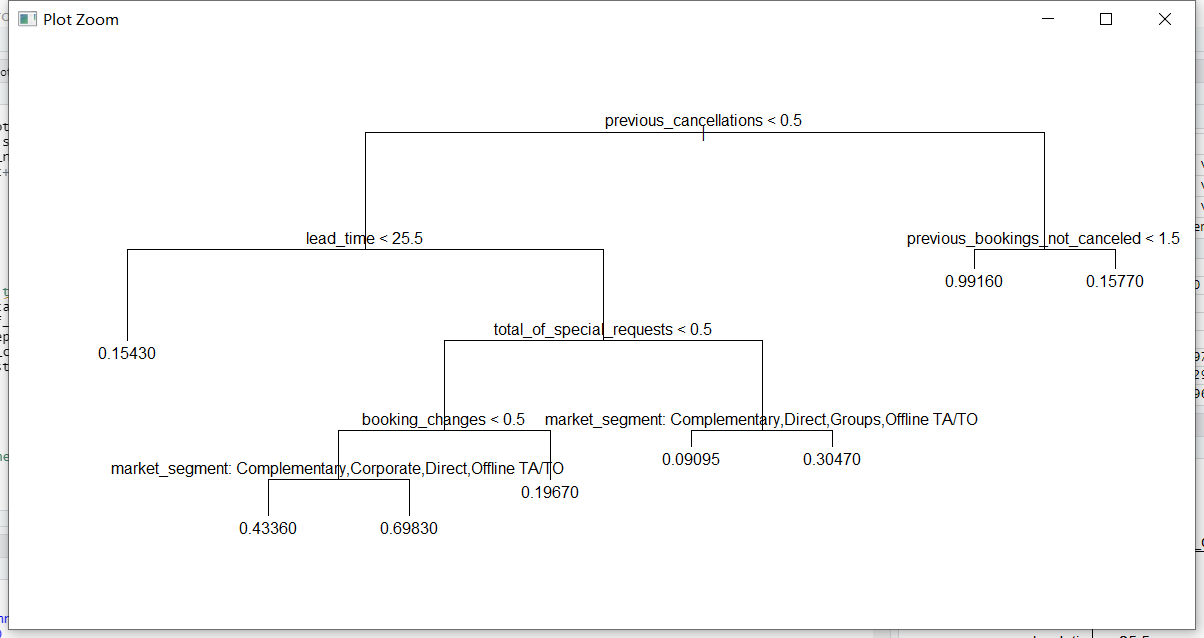 Plot Zoom
previous_cancellations < 0.5
lead_time < 25.5
previous_bookings_not_canceled < 1.5
0.99160
0.15770
total_of_special_requests < 0.5
0.15430
booking_changes < 0.5
market_segment: Complementary,Direct,Groups,Offline TA/TO
0.09095
0.30470
market_segment: Complementary,Corporate,Direct,Offline TA/TO
0.19670
0.43360
0.69830